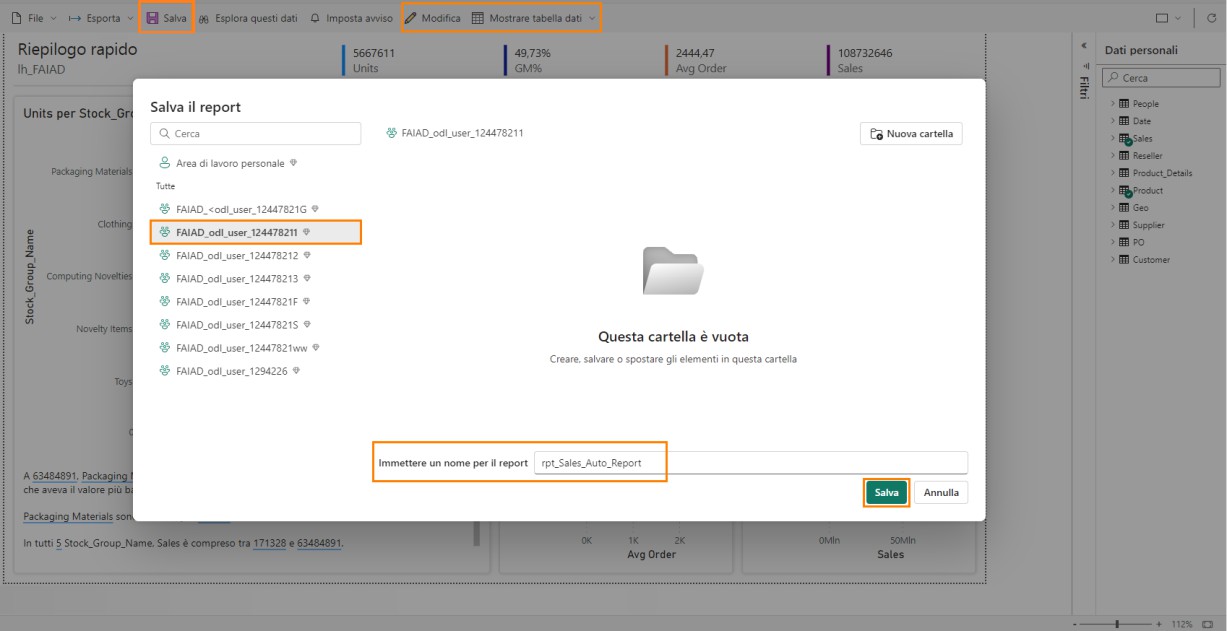 File Esporta Salva Esplora questi dati Imposta avviso Modifica Mostrare tabella dati
Riepilogo rapido
lh_FAIAD
5667611
Units
49,73%
GM%
2444,47
Avg Order
108732646
Sales
Units per Stock_Gro
Stock_Group_Name
Packaging Materials
Clothing
Computing Novelties
Novelty Items
Toys
A 63484891, Packaging
che aveva il valore più ba
Packaging Materials son
In tutti 5 Stock_Group_Name, Sales è compreso tra 171328 e 63484891.
Salva il report
Cerca
Area di lavoro personale
Tutte
FAIAD_<odl_user_12447821G
FAIAD_odl_user_124478211
FAIAD_odl_user_124478212
FAIAD_odl_user_124478213
FAIAD_odl_user_12447821F
FAIAD_odl_user_12447821S
FAIAD_odl_user_12447821ww
FAIAD_odl_user_1294226
FAIAD_odl_user_124478211
Nuova cartella
Questa cartella è vuota
Creare, salvare o spostare gli elementi in questa cartella
Immettere un nome per il report rpt_Sales_Auto_Report
Salva Annulla
0K 1K 2K
Avg Order
0Mln 50Mln
Sales
Filtri
Dati personali
Cerca
People
Date
Sales
Reseller
Product_Details
Product
Geo
Supplier
PO
Customer
- + 112%